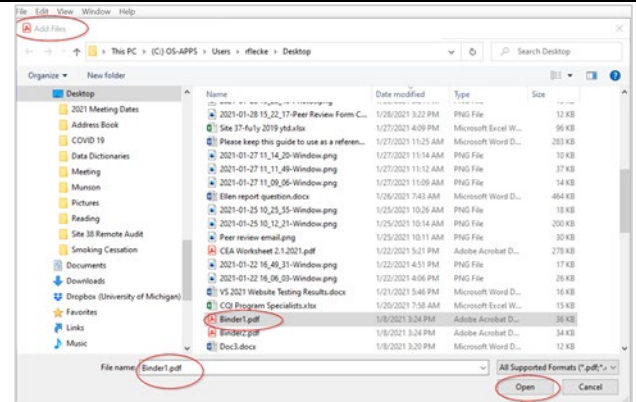 File Edit View Window Help
Add Files
This PC > (C:) OS-APPS > Users > rflecke > Desktop
Search Desktop
Organize New folder
Name Date modified Type Size
Desktop
2021 Meeting Dates
Address Book
COVID 19
Data Dictionaries
Meeting
Munson
Pictures
Reading
Site 38 Remote Audit
Smoking Cessation
Documents
Downloads
Dropbox (University of Michigan)
Favorites
Links
Music
2021-01-28 15_22_17-Peer Review Form C... 1/28/2021 3:22 PM PNG File 12 KB
Site 37-fu1y 2019 ytd.xlsx 1/27/2021 4:09 PM Microsoft Excel W... 96 KB
Please keep this guide to use as a referen... 1/27/2021 11:25 AM Microsoft Word D... 283 KB
2021-01-27 11_14_20-Window.png 1/27/2021 11:14 AM PNG File 10 KB
2021-01-27 11_11_49-Window.png 1/27/2021 11:12 AM PNG File 37 KB
2021-01-27 11_09_06-Window.png 1/27/2021 11:09 AM PNG File 14 KB
Ellen report question.docx 1/26/2021 7:43 AM Microsoft Word D... 464 KB
2021-01-25 10_25_55-Window.png 1/25/2021 10:26 AM PNG File 18 KB
2021-01-25 10_12_21-Window.png 1/25/2021 10:14 AM PNG File 200 KB
Peer review email.png 1/25/2021 10:11 AM PNG File 30 KB
CEA Worksheet 2.1.2021.pdf 1/22/2021 5:21 PM Adobe Acrobat D... 278 KB
2021-01-22 16_49_31-Window.png 1/22/2021 4:51 PM PNG File 17 KB
2021-01-22 16_06_03-Window.png 1/22/2021 4:06 PM PNG File 26 KB
VS 2021 Website Testing Results.docx 1/21/2021 5:46 PM Microsoft Word D... 16 KB
CQI Program Specialists.xlsx 1/20/2021 7:58 AM Microsoft Excel W... 15 KB
Binder1.pdf 1/8/2021 3:24 PM Adobe Acrobat D... 36 KB
Binder2.pdf 1/8/2021 3:24 PM Adobe Acrobat D... 34 KB
Doc3.docx 1/8/2021 3:20 PM Microsoft Word D... 12 KB
File name: Binder1.pdf
All Supported Formats (*.pdf;*.
Open Cancel